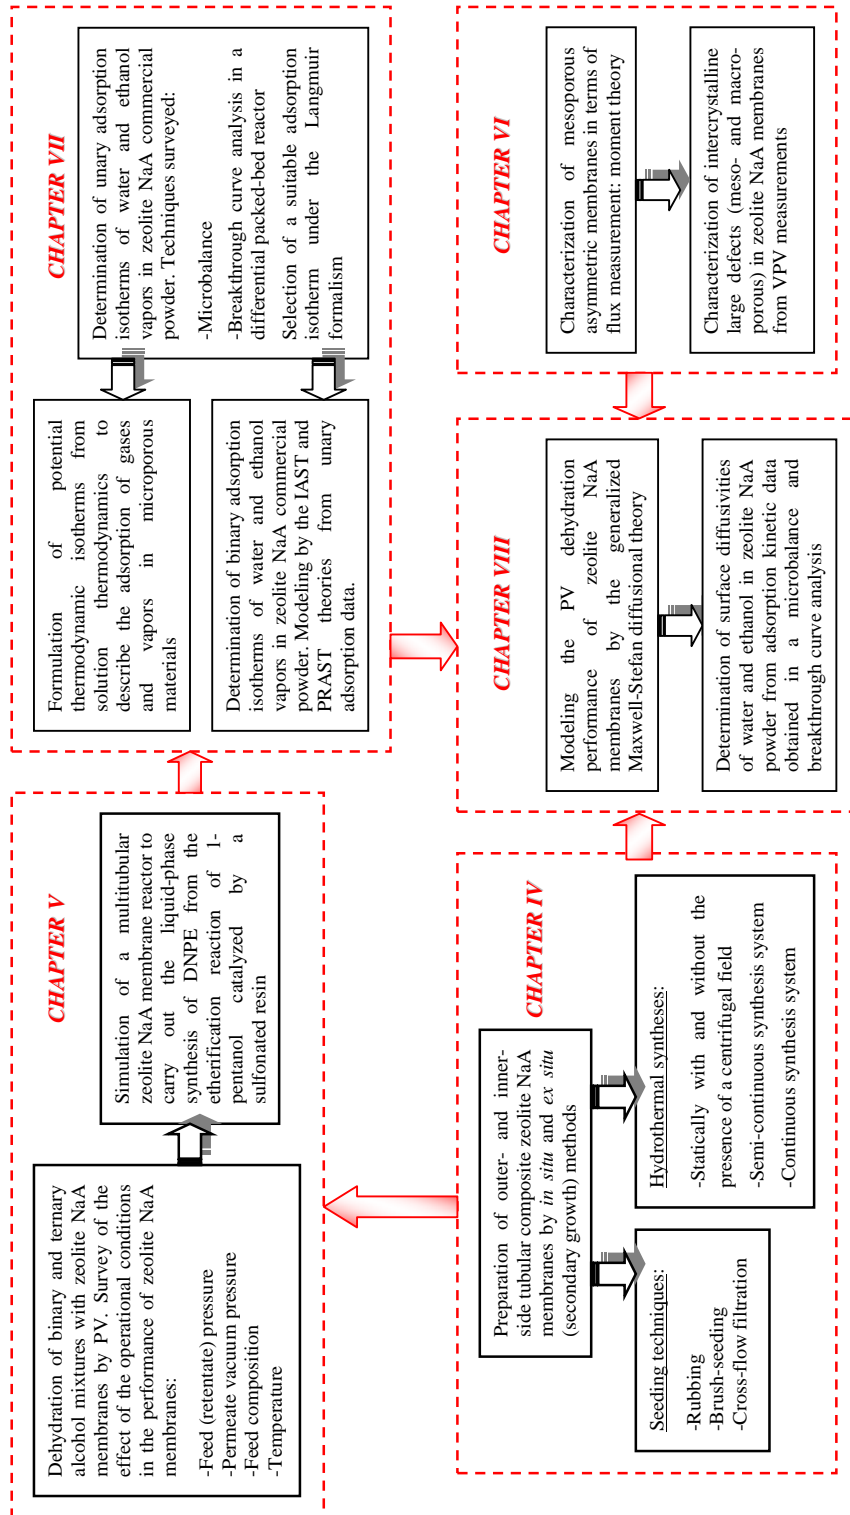 CHAPTER V
Dehydration of binary and ternary
alcohol mixtures with zeolite NaA
membranes by PV. Survey of the
effect of the operational conditions
in the performance of zeolite NaA
membranes:
-Feed (retentate) pressure
-Permeate vacuum pressure
-Feed composition
-Temperature
Simulation of a multitubular
zeolite NaA membrane reactor to
carry out the liquid-phase
synthesis of DNPE from the
etherification reaction of 1-
pentanol catalyzed by a
sulfonated resin
CHAPTER VII
Formulation of potential
thermodynamic isotherms from
solution thermodynamics to
describe the adsorption of gases
and vapors in microporous
materials
Determination of binary adsorption
isotherms of water and ethanol
vapors in zeolite NaA commercial
powder. Modeling by the IAST and
PRAST theories from unary
adsorption data.
Determination of unary adsorption
isotherms of water and ethanol
vapors in zeolite NaA commercial
powder. Techniques surveyed:
-Microbalance
-Breakthrough curve analysis in a
differential packed-bed reactor
Selection of a suitable adsorption
isotherm under the Langmuir
formalism
CHAPTER IV
Preparation of outer- and inner-
side tubular composite zeolite NaA
membranes by in situ and ex situ
(secondary growth) methods
Seeding techniques:
-Rubbing
-Brush-seeding
-Cross-flow filtration
Hydrothermal syntheses:
-Statically with and without the
presence of a centrifugal field
-Semi-continuous synthesis system
-Continuous synthesis system
CHAPTER VIII
Modeling the PV dehydration
performance of zeolite NaA
membranes by the generalized
Maxwell-Stefan diffusional theory
Determination of surface diffusivities
of water and ethanol in zeolite NaA
powder from adsorption kinetic data
obtained in a microbalance and
breakthrough curve analysis
CHAPTER VI
Characterization of mesoporous
asymmetric membranes in terms of
flux measurement: moment theory
Characterization of intercrystalline
large defects (meso- and macro-
porous) in zeolite NaA membranes
from VPV measurements